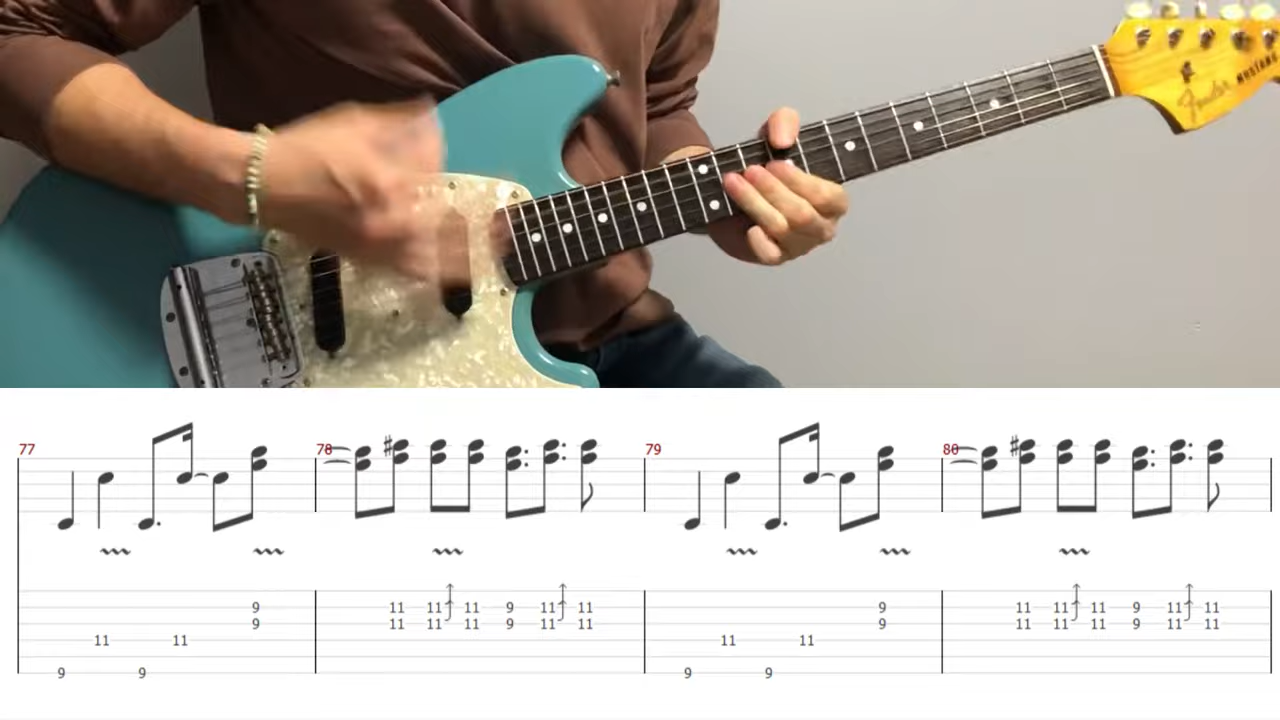 Fender MUSTANG
77 78 79 80
9 9
11 11 9 11 11 11 11 9 11 11
9 11 11 11 9 11 11 9 11 11 11 9 11 11
11 11 11 11
9 9 9 9